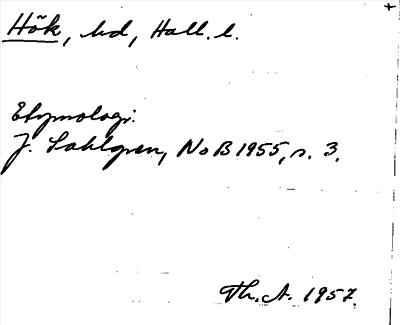 Hök, hd, Hall. l.
Etymologi:
J. Sahlgren, NoB 1955, s. 3.
Th. A. 1957.